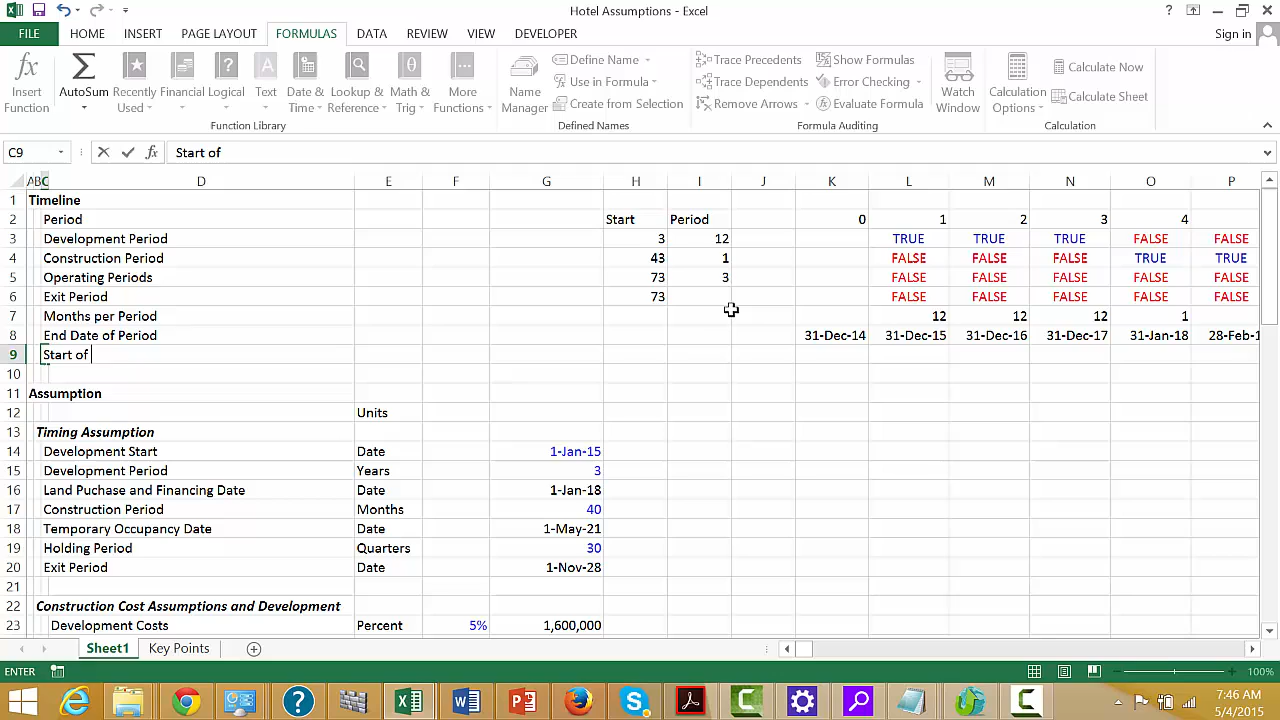 Hotel Assumptions - Excel
FILE HOME INSERT PAGE LAYOUT FORMULAS DATA REVIEW VIEW DEVELOPER Sign in
Insert Function AutoSum Recently Used Financial Logical Text Date & Time Lookup & Reference Math & Trig More Functions
Function Library
Name Manager Define Name Use in Formula Create from Selection
Defined Names
Trace Precedents Trace Dependents Remove Arrows Show Formulas Error Checking Evaluate Formula
Formula Auditing
Watch Window Calculation Options Calculate Now Calculate Sheet
Calculation
C9 Start of
A B C D E F G H I J K L M N O P
1 Timeline
2 Period Start Period 0 1 2 3 4
3 Development Period 3 12 TRUE TRUE TRUE FALSE FALSE
4 Construction Period 43 1 FALSE FALSE FALSE TRUE TRUE
5 Operating Periods 73 3 FALSE FALSE FALSE FALSE FALSE
6 Exit Period 73 FALSE FALSE FALSE FALSE FALSE
7 Months per Period 12 12 12 1
8 End Date of Period 31-Dec-14 31-Dec-15 31-Dec-16 31-Dec-17 31-Jan-18 28-Feb-1
9 Start of
10
11 Assumption
12 Units
13 Timing Assumption
14 Development Start Date 1-Jan-15
15 Development Period Years 3
16 Land Puchase and Financing Date Date 1-Jan-18
17 Construction Period Months 40
18 Temporary Occupancy Date Date 1-May-21
19 Holding Period Quarters 30
20 Exit Period Date 1-Nov-28
21
22 Construction Cost Assumptions and Development
23 Development Costs Percent 5% 1,600,000
Sheet1 Key Points
ENTER 100%
7:46 AM
5/4/2015